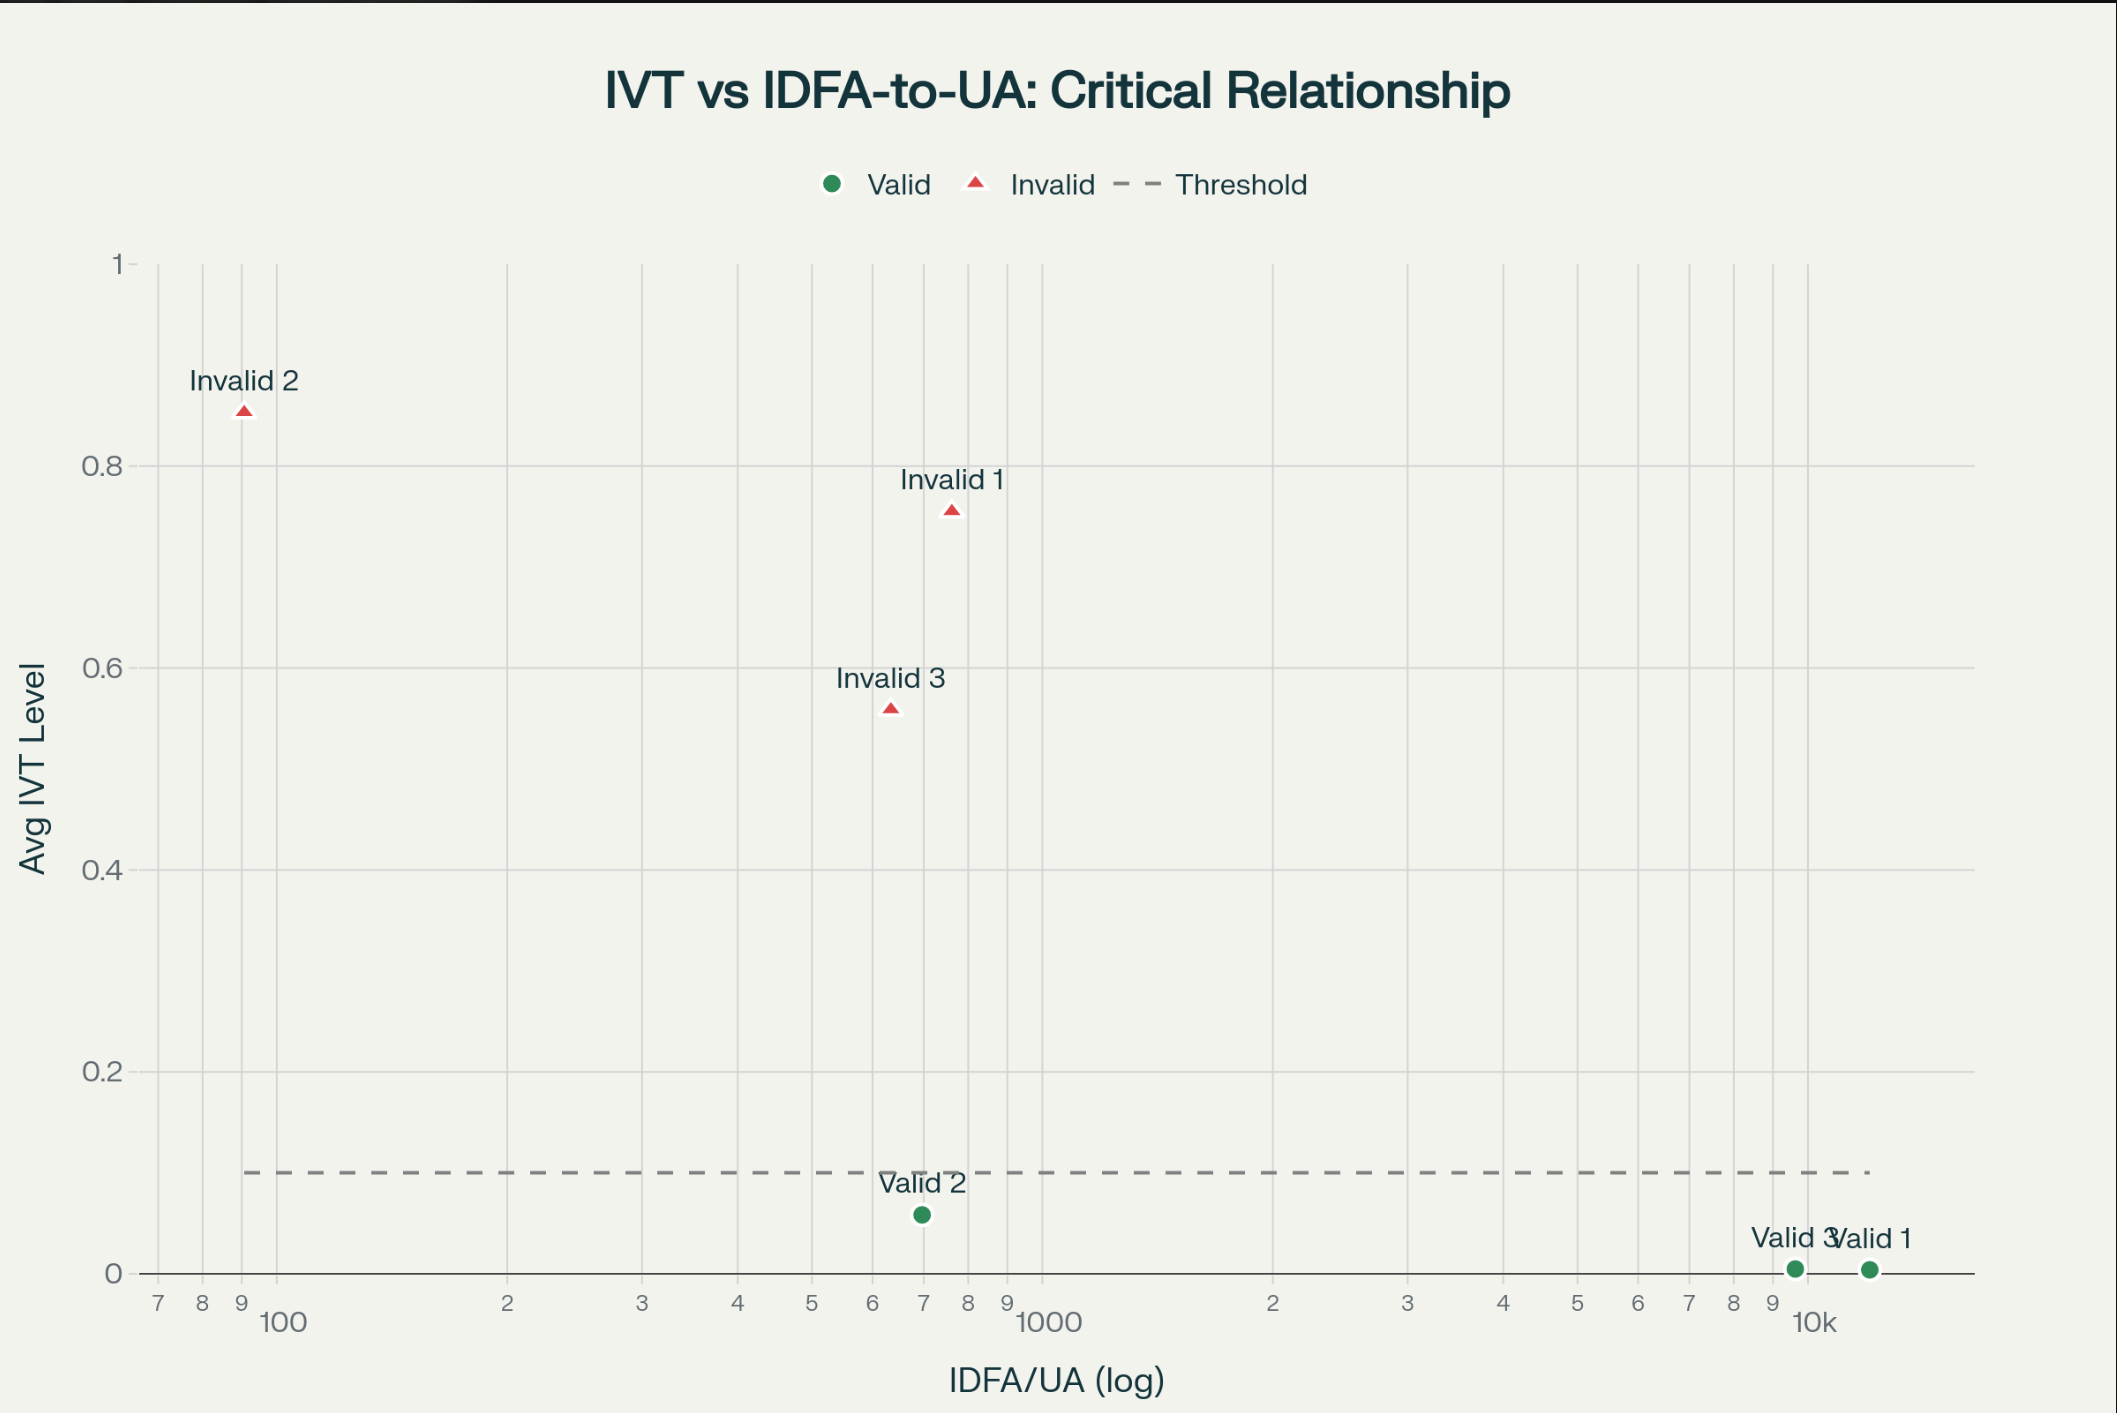 IVT vs IDFA-to-UA: Critical Relationship
Valid Invalid Threshold
1
Invalid 2
0.8
Invalid 1
0.6
Invalid 3
Avg IVT Level
0.4
0.2
Valid 2
Valid 3 Valid 1
0
7 8 9 2 3 4 5 6 7 8 9 2 3 4 5 6 7 8 9
100 1000 10k
IDFA/UA (log)